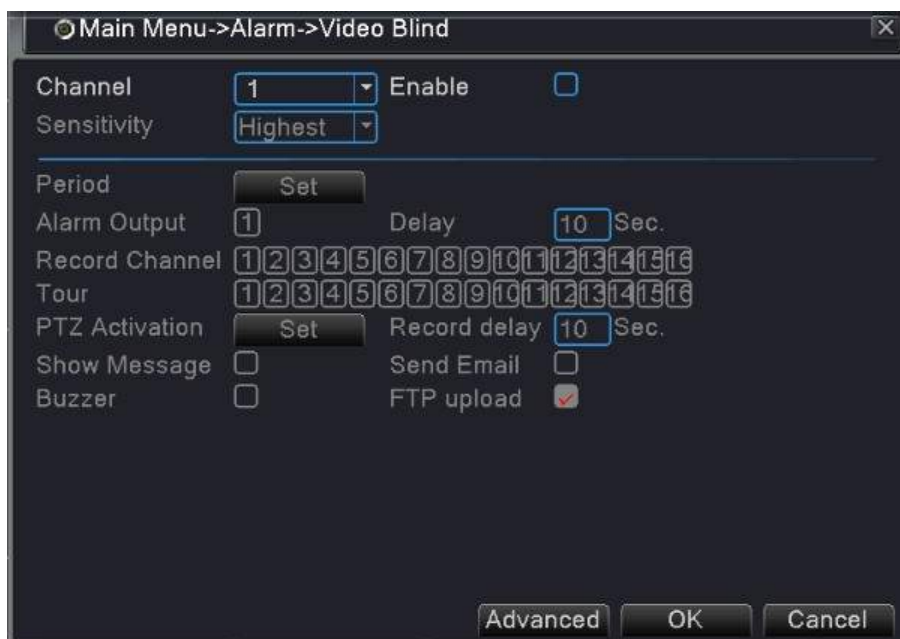 Main Menu->Alarm->Video Blind
Channel 1 Enable
Sensitivity Highest
Period Set
Alarm Output 1 Delay 10 Sec.
Record Channel 1 2 3 4 5 6 7 8 9 10 11 12 13 14 15 16
Tour 1 2 3 4 5 6 7 8 9 10 11 12 13 14 15 16
PTZ Activation Set Record delay 10 Sec.
Show Message Send Email
Buzzer FTP upload
Advanced OK Cancel